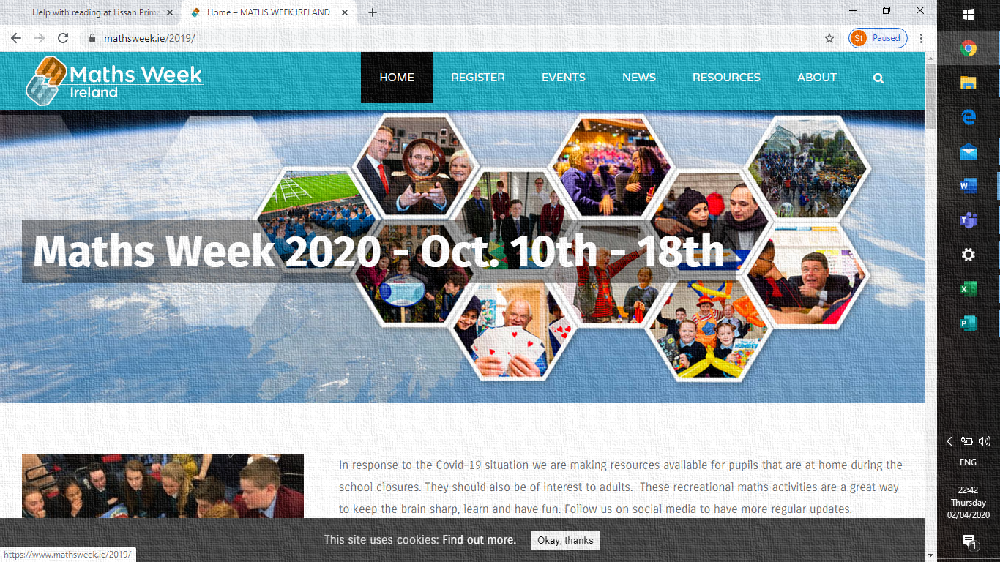 Help with reading at Lissan Prim
Home – MATHS WEEK IRELAND
mathsweek.ie/2019/
St Paused
Maths Week
Ireland
HOME REGISTER EVENTS NEWS RESOURCES ABOUT
Maths Week 2020 - Oct. 10th - 18th
In response to the Covid-19 situation we are making resources available for pupils that are at home during the
school closures. They should also be of interest to adults. These recreational maths activities are a great way
to keep the brain sharp, learn and have fun. Follow us on social media to have more regular updates.
This site uses cookies: Find out more. Okay, thanks
https://www.mathsweek.ie/2019/
ENG
22:42
Thursday
02/04/2020
1